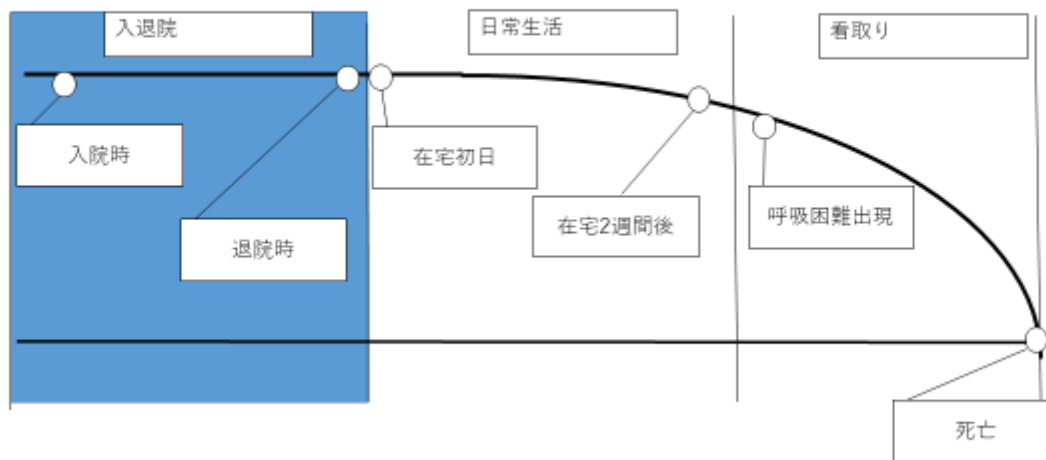 入退院
日常生活
看取り
入院時
退院時
在宅初日
在宅2週間後
呼吸困難出現
死亡